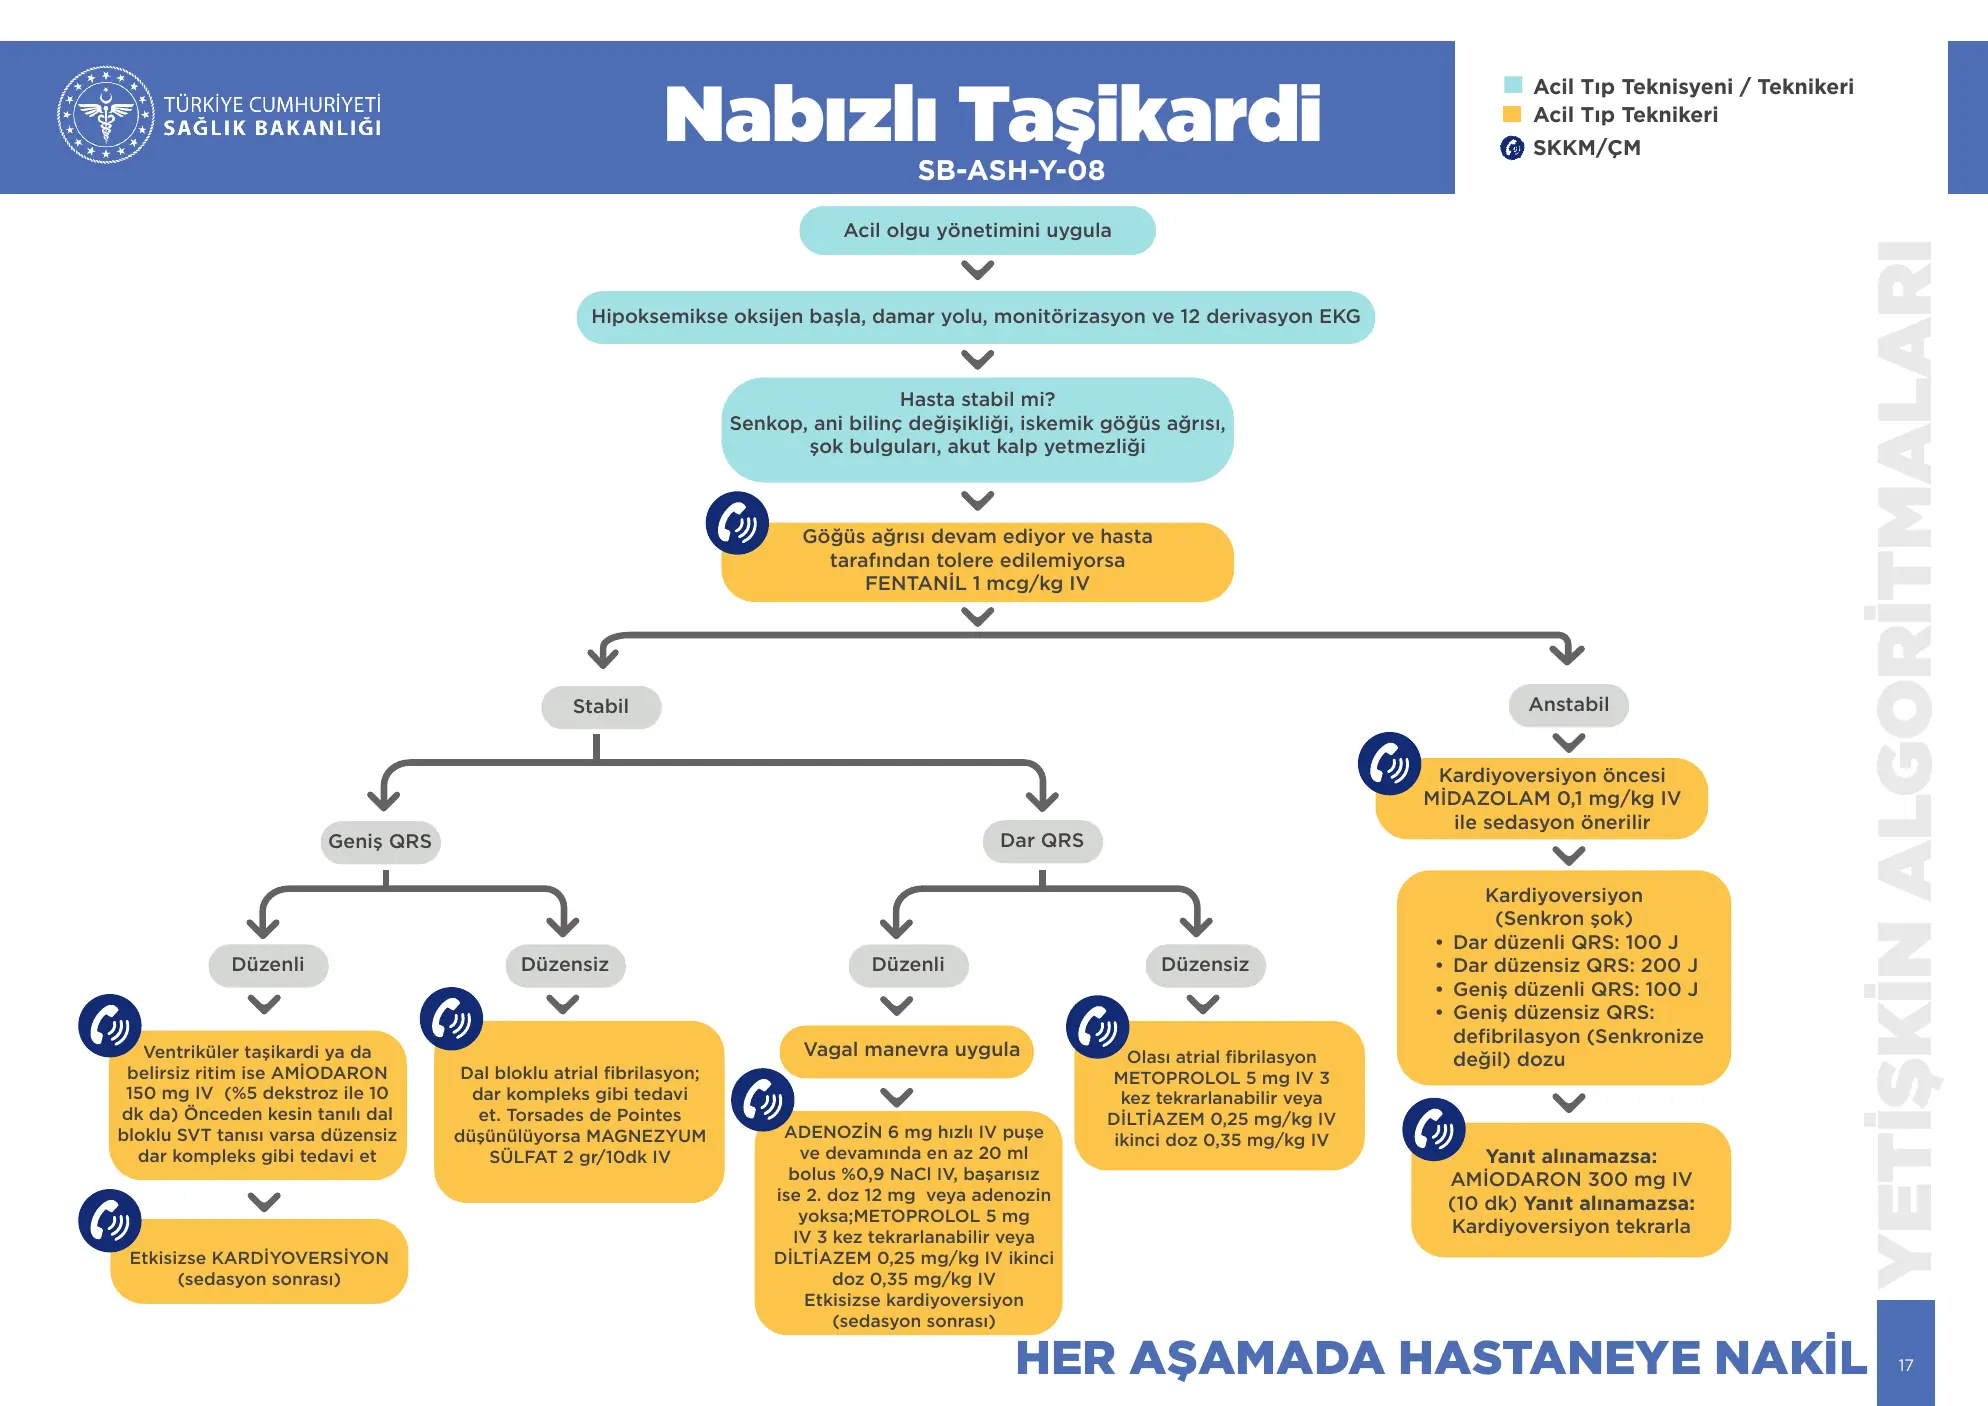 TÜRKİYE CUMHURİYETİ
SAĞLIK BAKANLIĞI
Nabızlı Taşikardi
SB-ASH-Y-08
Acil Tıp Teknisyeni / Teknikeri
Acil Tıp Teknikeri
SKKM/ÇM
Acil olgu yönetimini uygula
Hipoksemikse oksijen başla, damar yolu, monitörizasyon ve 12 derivasyon EKG
Hasta stabil mi?
Senkop, ani bilinç değişikliği, iskemik göğüs ağrısı,
şok bulguları, akut kalp yetmezliği
Göğüs ağrısı devam ediyor ve hasta
tarafından tolere edilemiyorsa
FENTANİL 1 mcg/kg IV
Stabil
Anstabil
Geniş QRS
Dar QRS
Düzenli
Düzensiz
Düzenli
Düzensiz
Ventriküler taşikardi ya da
belirsiz ritim ise AMİODARON
150 mg IV (%5 dekstroz ile 10
dk da) Önceden kesin tanılı dal
bloklu SVT tanısı varsa düzensiz
dar kompleks gibi tedavi et
Etkisizse KARDİYOVERSİYON
(sedasyon sonrası)
Dal bloklu atrial fibrilasyon;
dar kompleks gibi tedavi
et. Torsades de Pointes
düşünülüyorsa MAGNEZYUM
SÜLFAT 2 gr/10dk IV
Vagal manevra uygula
ADENOZİN 6 mg hızlı IV puşe
ve devamında en az 20 ml
bolus %0,9 NaCl IV, başarısız
ise 2. doz 12 mg veya adenozin
yoksa;METOPROLOL 5 mg
IV 3 kez tekrarlanabilir veya
DİLTİAZEM 0,25 mg/kg IV ikinci
doz 0,35 mg/kg IV
Etkisizse kardiyoversiyon
(sedasyon sonrası)
Olası atrial fibrilasyon
METOPROLOL 5 mg IV 3
kez tekrarlanabilir veya
DİLTİAZEM 0,25 mg/kg IV
ikinci doz 0,35 mg/kg IV
Kardiyoversiyon öncesi
MİDAZOLAM 0,1 mg/kg IV
ile sedasyon önerilir
Kardiyoversiyon
(Senkron şok)
• Dar düzenli QRS: 100 J
• Dar düzensiz QRS: 200 J
• Geniş düzenli QRS: 100 J
• Geniş düzensiz QRS:
defibrilasyon (Senkronize
değil) dozu
Yanıt alınamazsa:
AMİODARON 300 mg IV
(10 dk) Yanıt alınamazsa:
Kardiyoversiyon tekrarla
YETİŞKİN ALGORİTMALARI
HER AŞAMADA HASTANEYE NAKİL
17